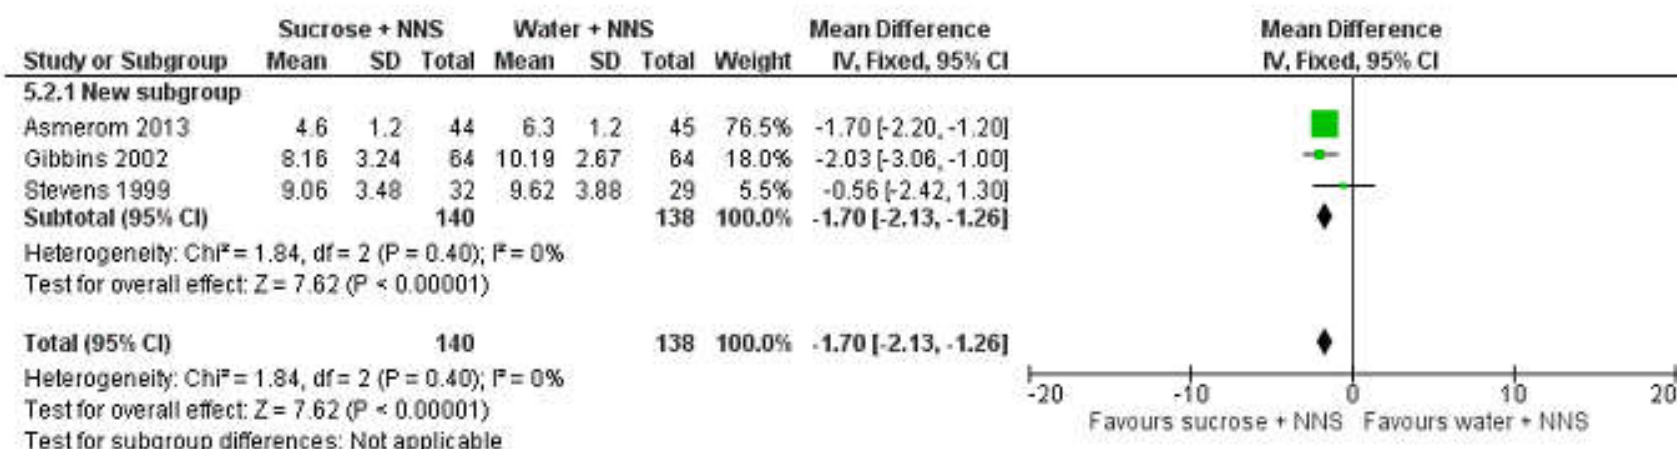 Sucrose + NNS Water + NNS Mean Difference Mean Difference
Study or Subgroup Mean SD Total Mean SD Total Weight IV, Fixed, 95% CI IV, Fixed, 95% CI
5.2.1 New subgroup
Asmerom 2013 4.6 1.2 44 6.3 1.2 45 76.5% -1.70 [-2.20, -1.20]
Gibbins 2002 8.16 3.24 64 10.19 2.67 64 18.0% -2.03 [-3.06, -1.00]
Stevens 1999 9.06 3.48 32 9.62 3.88 29 5.5% -0.56 [-2.42, 1.30]
Subtotal (95% CI) 140 138 100.0% -1.70 [-2.13, -1.26]
Heterogeneity: Chi² = 1.84, df = 2 (P = 0.40); I² = 0%
Test for overall effect: Z = 7.62 (P < 0.00001)
Total (95% CI) 140 138 100.0% -1.70 [-2.13, -1.26]
Heterogeneity: Chi² = 1.84, df = 2 (P = 0.40); I² = 0%
Test for overall effect: Z = 7.62 (P < 0.00001)
Test for subgroup differences: Not applicable
-20 -10 0 10 20
Favours sucrose + NNS Favours water + NNS